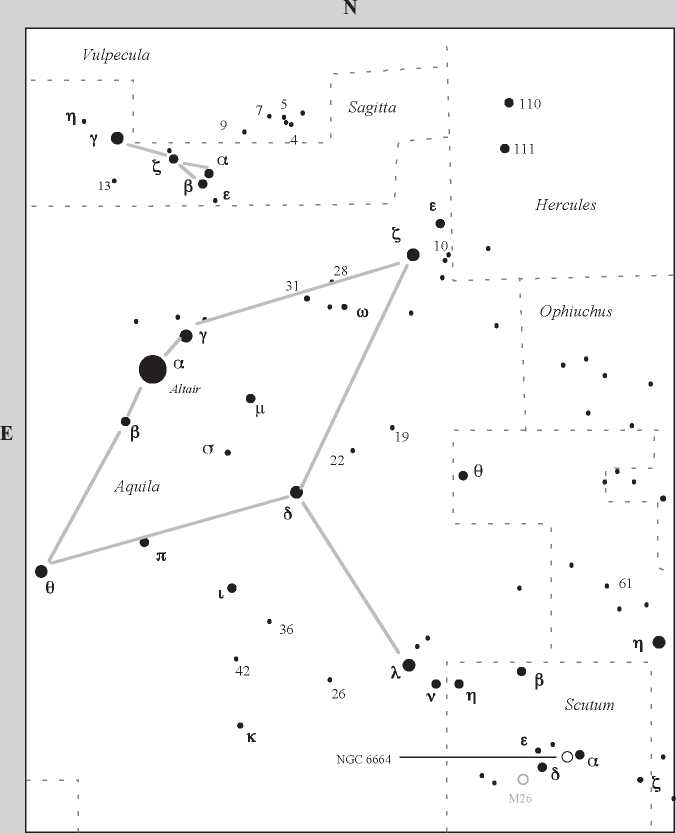 N
Vulpecula
110
7
5
Sagitta
η
9
γ
4
111
ζ
α
13
β
ε
Hercules
ε
ζ
10
28
31
ω
Ophiuchus
γ
α
Altair
μ
β
E
19
σ
22
θ
Aquila
δ
π
θ
61
ι
36
η
42
λ
β
26
ν
η
Scutum
κ
ε
NGC 6664
α
δ
ζ
M26